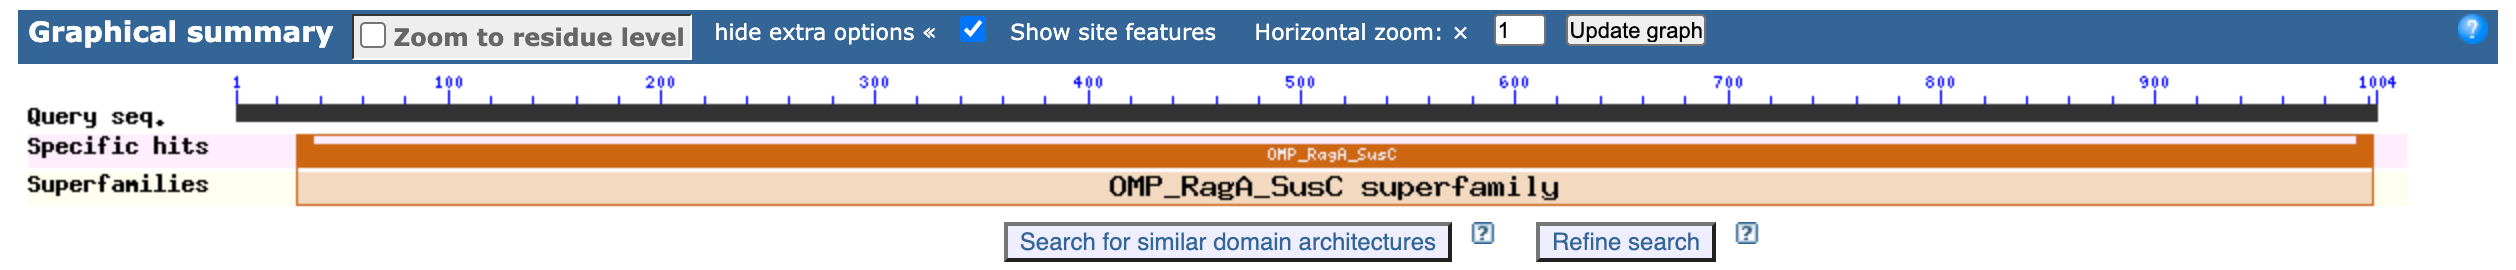 Graphical summary Zoom to residue level hide extra options « Show site features Horizontal zoom: × 1 Update graph ?
1 100 200 300 400 500 600 700 800 900 1004
Query seq.
Specific hits OMP_RagA_SusC
Superfamilies OMP_RagA_SusC superfamily
Search for similar domain architectures ? Refine search ?